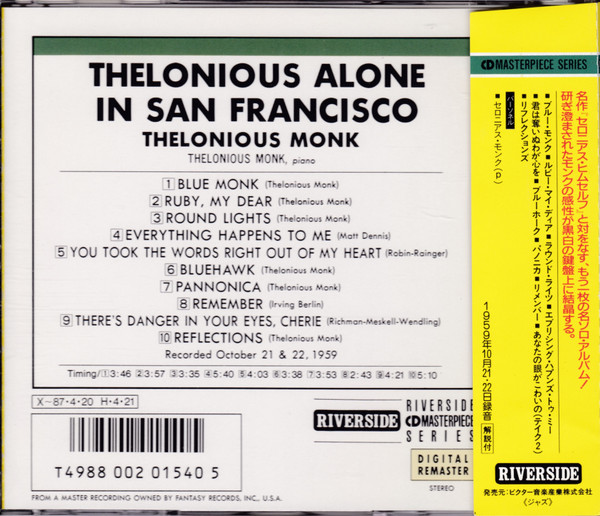 THELONIOUS ALONE
IN SAN FRANCISCO
THELONIOUS MONK
THELONIOUS MONK, piano
1 BLUE MONK (Thelonious Monk)
2 RUBY, MY DEAR (Thelonious Monk)
3 ROUND LIGHTS (Thelonious Monk)
4 EVERYTHING HAPPENS TO ME (Matt Dennis)
5 YOU TOOK THE WORDS RIGHT OUT OF MY HEART (Robin-Rainger)
6 BLUEHAWK (Thelonious Monk)
7 PANNONICA (Thelonious Monk)
8 REMEMBER (Irving Berlin)
9 THERE'S DANGER IN YOUR EYES, CHERIE (Richman-Meskell-Wendling)
10 REFLECTIONS (Thelonious Monk)
Recorded October 21 & 22, 1959
Timing/1 3:46 2 3:57 3 3:35 4 5:40 5 4:03 6 3:38 7 3:53 8 2:43 9 4:21 10 5:10
X-87・4・20 H・4・21
T4988 002 01540 5
RIVERSIDE
RIVERSIDE
CD MASTERPIECE
SERIES
DIGITAL
REMASTER
STEREO
FROM A MASTER RECORDING OWNED BY FANTASY RECORDS, INC., U.S.A.
CD MASTERPIECE SERIES
名作〈セロニアス・ヒムセルフ〉と対をなす、もう一枚の名ソロ・アルバム!
研ぎ澄まされたモンクの感性が黒白の鍵盤上に結晶する。
■ブルー・モンク■ルビー・マイ・ディア■ラウンド・ライツ■エブリシング・ハプンズ・トゥ・ミー
■君は奪いぬわが心を■ブルーホーク■パノニカ■リメンバー■あなたの眼がこわいの(テイク2)
■リフレクションズ
パーソネル
■セロニアス・モンク(p)
1959年10月21・22日録音 解説付
RIVERSIDE
発売元:ビクター音楽産業株式会社
《ジャズ》